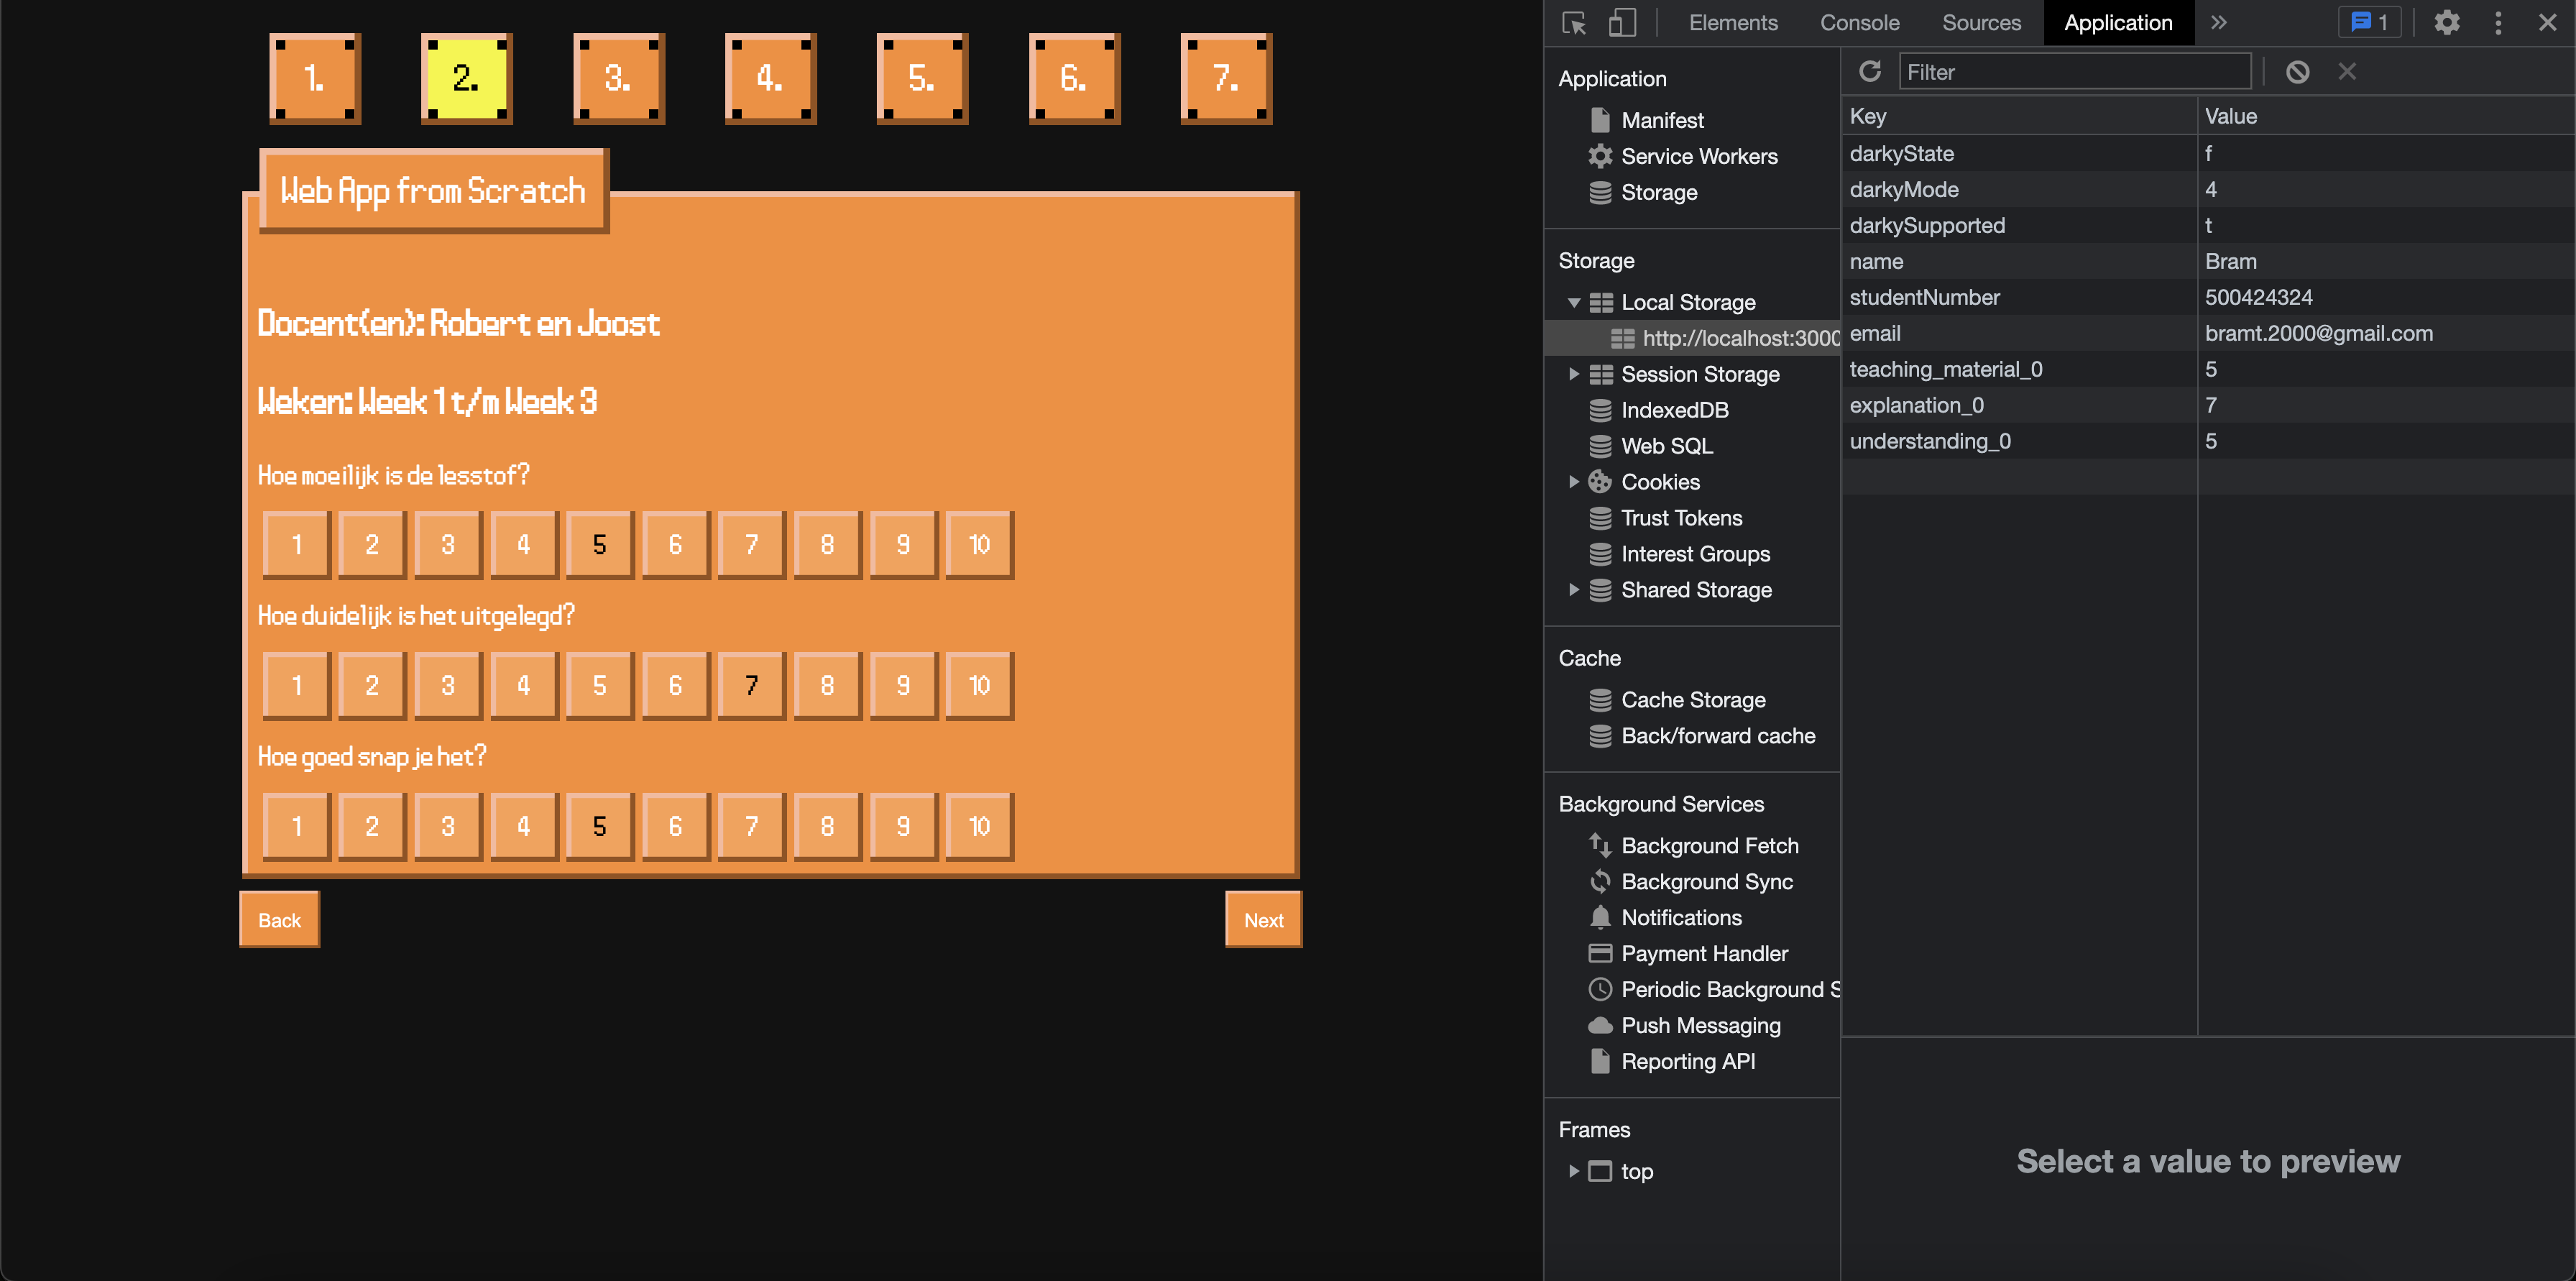 1. 2. 3. 4. 5. 6. 7.
Web App from Scratch
Docent(en): Robert en Joost
Weken: Week 1 t/m Week 3
Hoe moeilijk is de lesstof?
1 2 3 4 5 6 7 8 9 10
Hoe duidelijk is het uitgelegd?
1 2 3 4 5 6 7 8 9 10
Hoe goed snap je het?
1 2 3 4 5 6 7 8 9 10
Back Next
Elements Console Sources Application 1
Application
Manifest
Service Workers
Storage
Storage
Local Storage
http://localhost:3000
Session Storage
IndexedDB
Web SQL
Cookies
Trust Tokens
Interest Groups
Shared Storage
Cache
Cache Storage
Back/forward cache
Background Services
Background Fetch
Background Sync
Notifications
Payment Handler
Periodic Background S
Push Messaging
Reporting API
Frames
top
Filter
Key Value
darkyState f
darkyMode 4
darkySupported t
name Bram
studentNumber 500424324
email bramt.2000@gmail.com
teaching_material_0 5
explanation_0 7
understanding_0 5
Select a value to preview